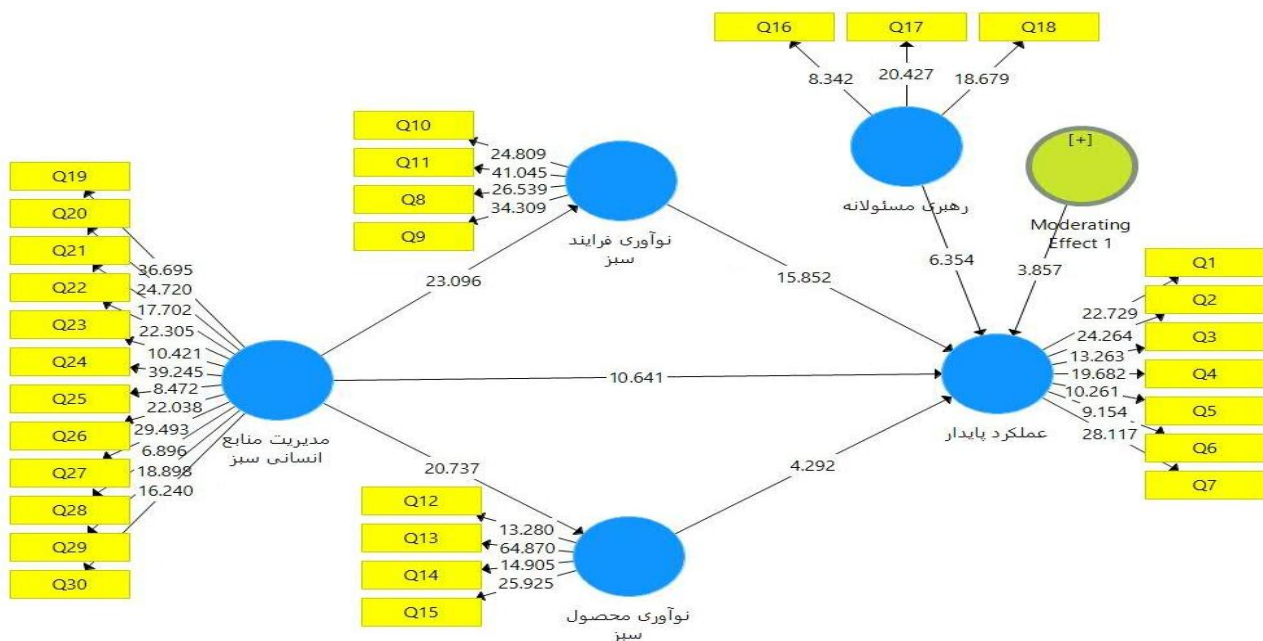 Q16
Q17
Q18
8.342
20.427
18.679
Q10
Q11
Q8
Q9
24.809
41.045
26.539
34.309
نوآوری فرایند
سبز
رهبری مسئولانه
[+]
Moderating
Effect 1
Q19
Q20
Q21
Q22
Q23
Q24
Q25
Q26
Q27
Q28
Q29
Q30
36.695
24.720
17.702
22.305
10.421
39.245
8.472
22.038
29.493
6.896
18.898
16.240
مدیریت منابع
انسانی سبز
23.096
10.641
20.737
15.852
6.354
3.857
4.292
Q1
Q2
Q3
Q4
Q5
Q6
Q7
22.729
24.264
13.263
19.682
10.261
9.154
28.117
عملکرد پایدار
Q12
Q13
Q14
Q15
13.280
64.870
14.905
25.925
نوآوری محصول
سبز